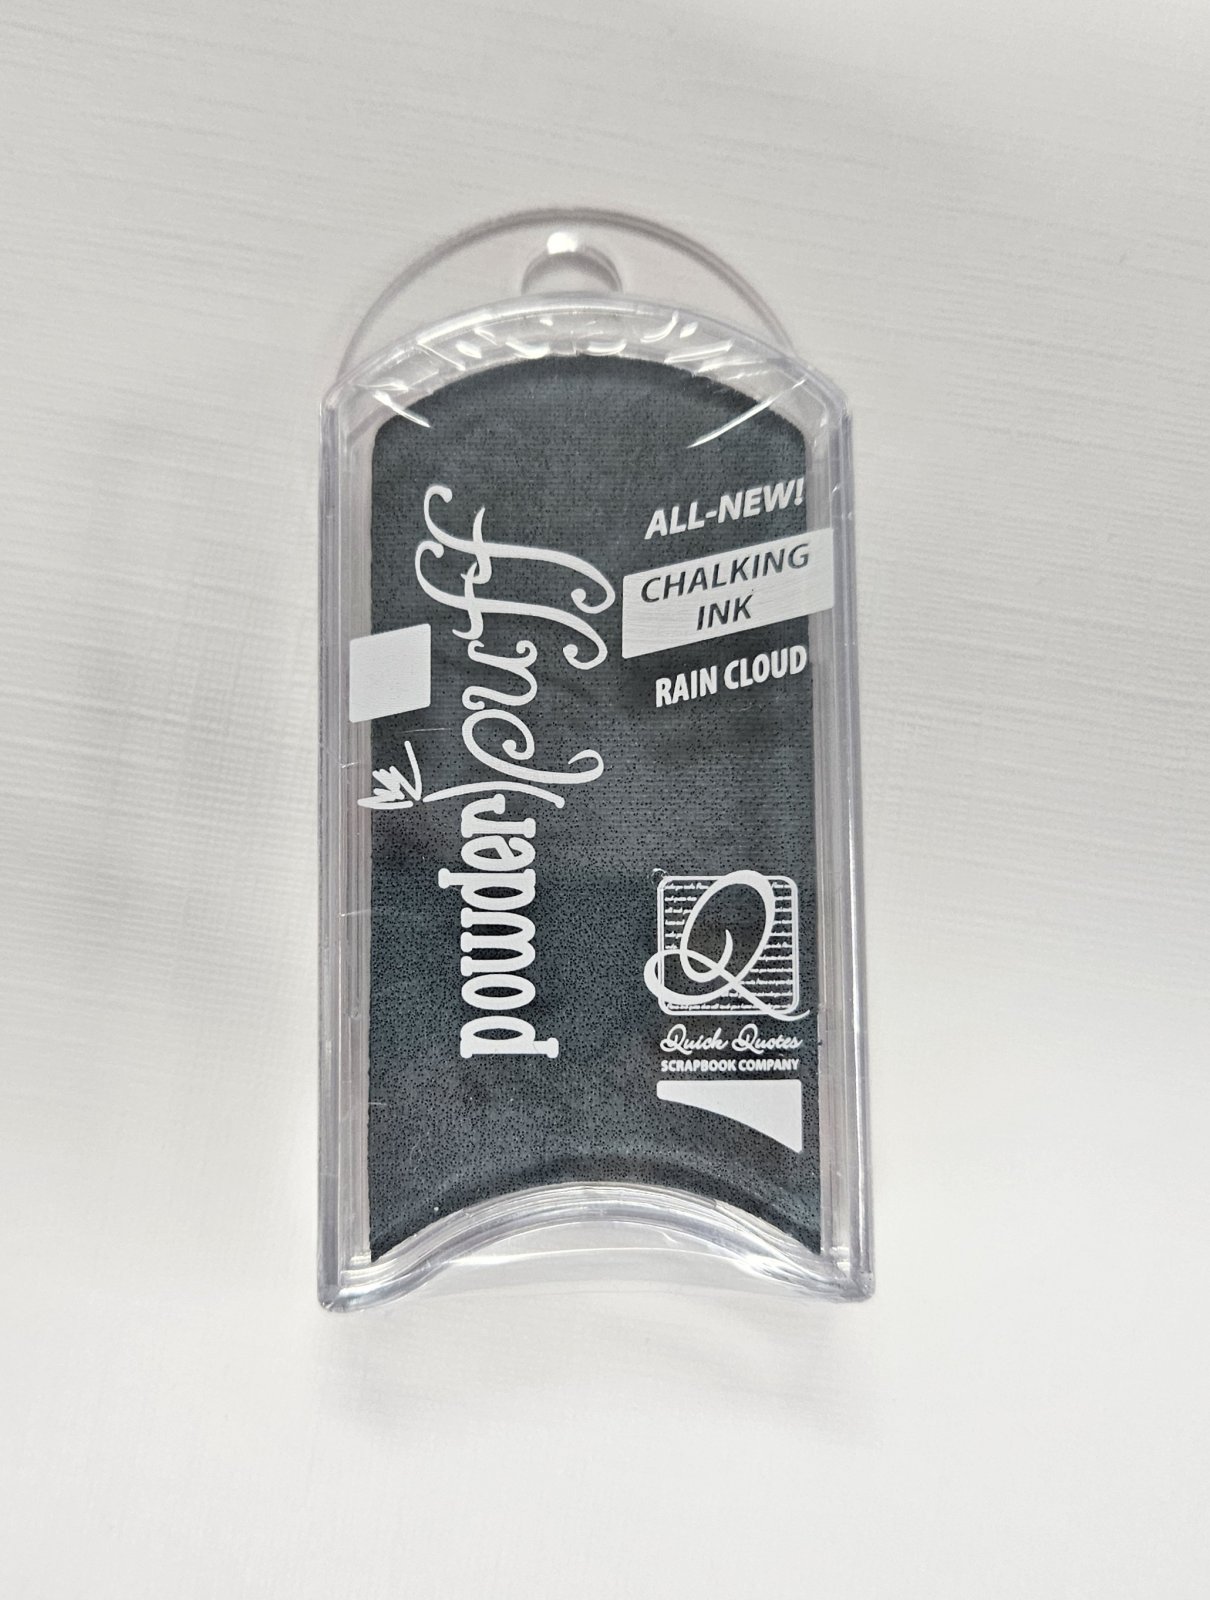 ALL-NEW!
CHALKING
INK
RAIN CLOUD
powder puff
Q
Quick Quotes
SCRAPBOOK COMPANY